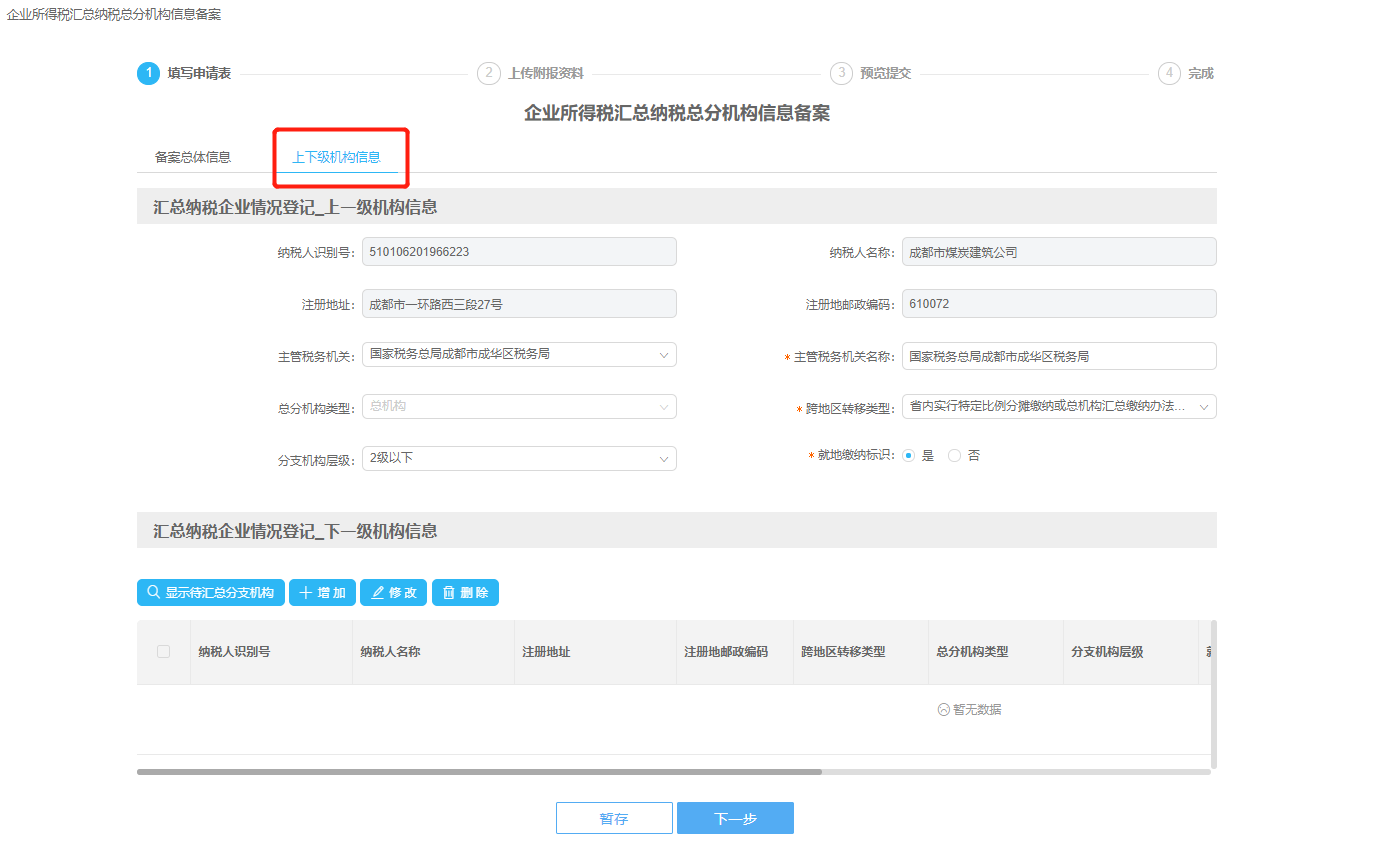 企业所得税汇总纳税总分机构信息备案
1 填写申请表 2 上传附报资料 3 预览提交 4 完成
企业所得税汇总纳税总分机构信息备案
备案总体信息 上下级机构信息
汇总纳税企业情况登记_上一级机构信息
纳税人识别号: 510106201966223 纳税人名称: 成都市煤炭建筑公司
注册地址: 成都市一环路西三段27号 注册地邮政编码: 610072
主管税务机关: 国家税务总局成都市成华区税务局 * 主管税务机关名称: 国家税务总局成都市成华区税务局
总分机构类型: 总机构 * 跨地区转移类型: 省内实行特定比例分摊缴纳或总机构汇总缴纳办法...
分支机构层级: 2级以下 * 就地缴纳标识: 是 否
汇总纳税企业情况登记_下一级机构信息
显示待汇总分支机构 增加 修改 删除
纳税人识别号 纳税人名称 注册地址 注册地邮政编码 跨地区转移类型 总分机构类型 分支机构层级
暂无数据
暂存 下一步